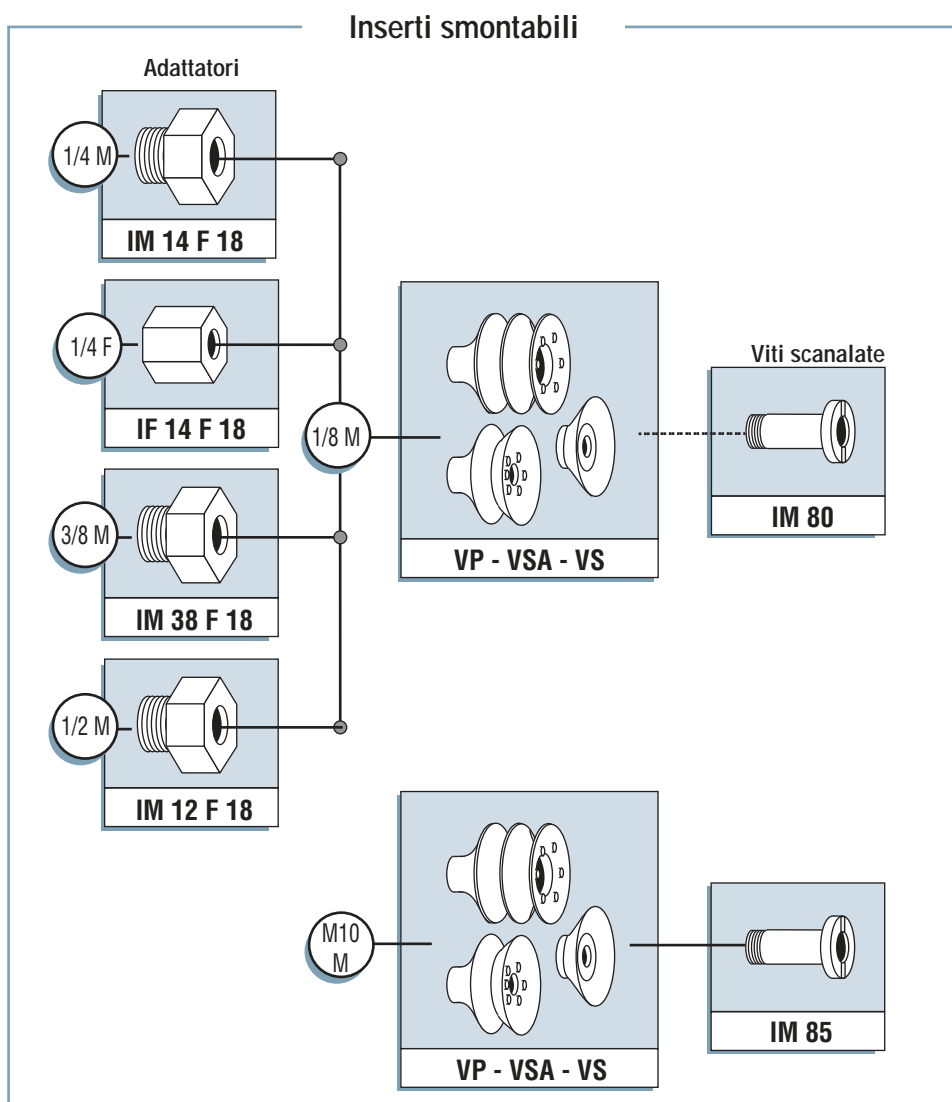 Inserti smontabili
Adattatori
1/4 M
IM 14 F 18
1/4 F
IF 14 F 18
1/8 M
VP - VSA - VS
Viti scanalate
IM 80
3/8 M
IM 38 F 18
1/2 M
IM 12 F 18
M10
M
VP - VSA - VS
IM 85